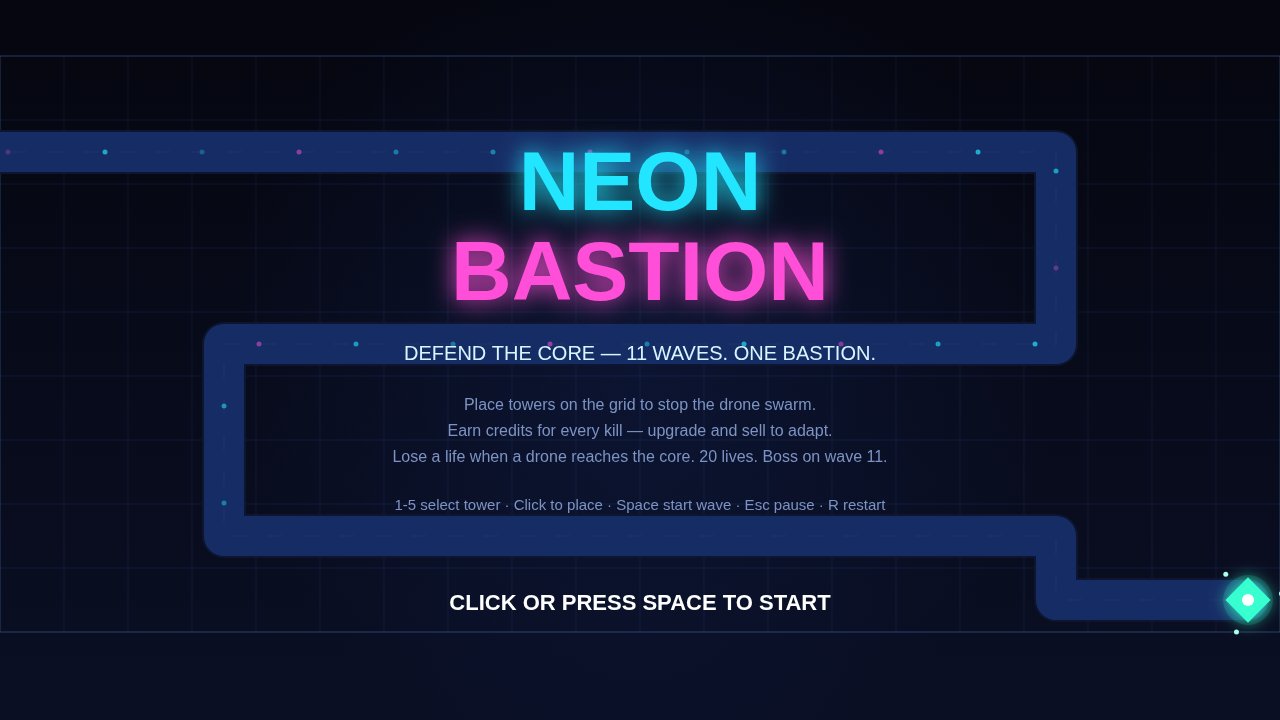 NEON
BASTION
DEFEND THE CORE — 11 WAVES. ONE BASTION.
Place towers on the grid to stop the drone swarm.
Earn credits for every kill — upgrade and sell to adapt.
Lose a life when a drone reaches the core. 20 lives. Boss on wave 11.
1-5 select tower · Click to place · Space start wave · Esc pause · R restart
CLICK OR PRESS SPACE TO START